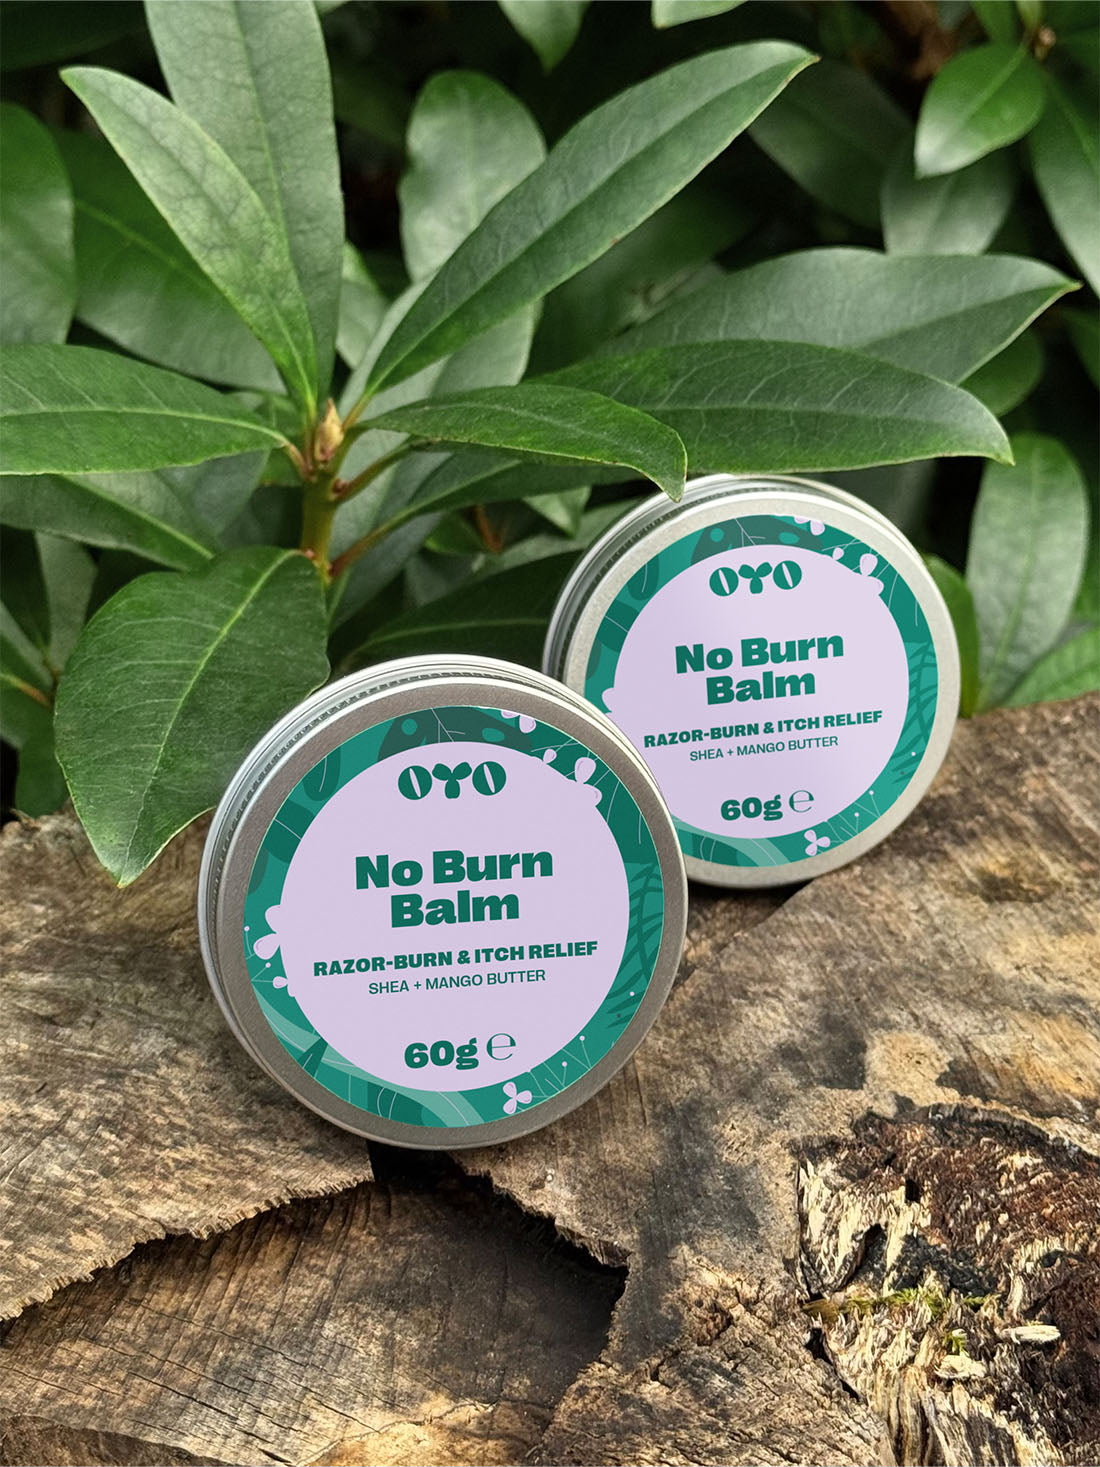 OYO
No Burn
Balm
RAZOR-BURN & ITCH RELIEF
SHEA + MANGO BUTTER
60g ℮
OYO
No Burn
Balm
RAZOR-BURN & ITCH RELIEF
SHEA + MANGO BUTTER
60g ℮